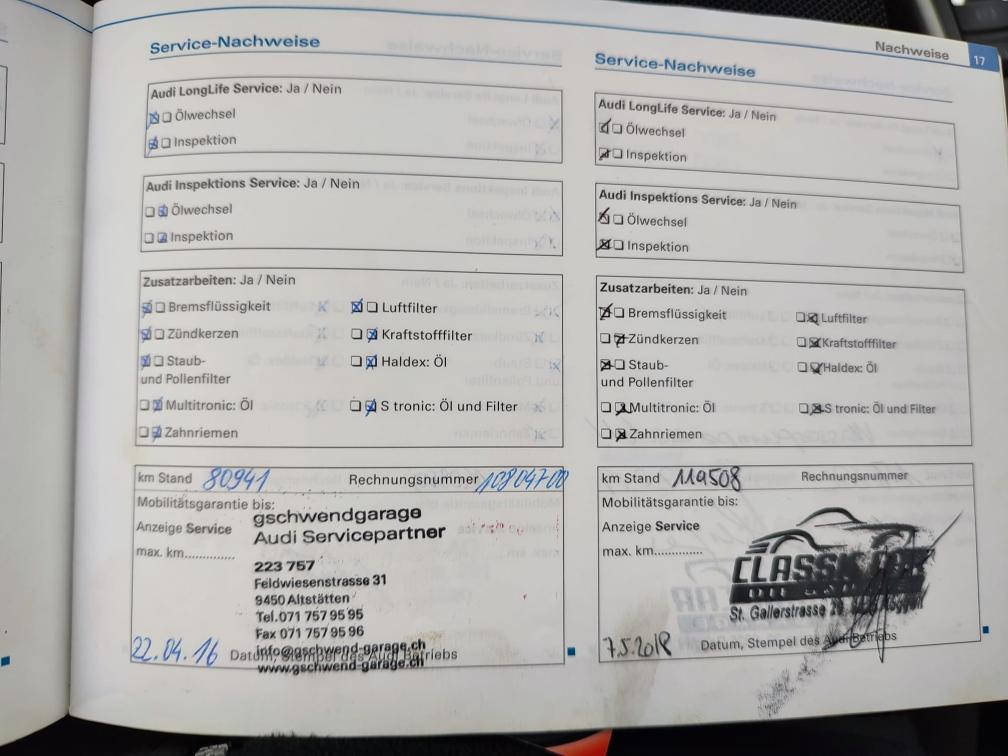 Nachweise
17
Service-Nachweise
Audi LongLife Service: Ja / Nein
Ölwechsel
Inspektion
Audi Inspektions Service: Ja / Nein
Ölwechsel
Inspektion
Zusatzarbeiten: Ja / Nein
Bremsflüssigkeit
Luftfilter
Zündkerzen
Kraftstofffilter
Staub-
und Pollenfilter
Haldex: Öl
Multitronic: Öl
S tronic: Öl und Filter
Zahnriemen
km Stand 80941 Rechnungsnummer 10804700
Mobilitätsgarantie bis:
Anzeige Service
max. km..............
gschwendgarage
Audi Servicepartner
223 757
Feldwiesenstrasse 31
9450 Altstätten
Tel.071 757 95 95
Fax 071 757 95 96
info@gschwend-garage.ch
www.gschwend-garage.ch
22.04.16 Datum, Stempel des Audi Betriebs
Service-Nachweise
Audi LongLife Service: Ja / Nein
Ölwechsel
Inspektion
Audi Inspektions Service: Ja / Nein
Ölwechsel
Inspektion
Zusatzarbeiten: Ja / Nein
Bremsflüssigkeit
Luftfilter
Zündkerzen
Kraftstofffilter
Staub-
und Pollenfilter
Haldex: Öl
Multitronic: Öl
S tronic: Öl und Filter
Zahnriemen
km Stand 119508 Rechnungsnummer
Mobilitätsgarantie bis:
Anzeige Service
max. km..............
St. Gallerstrasse
7.5.2018 Datum, Stempel des Audi Betriebs